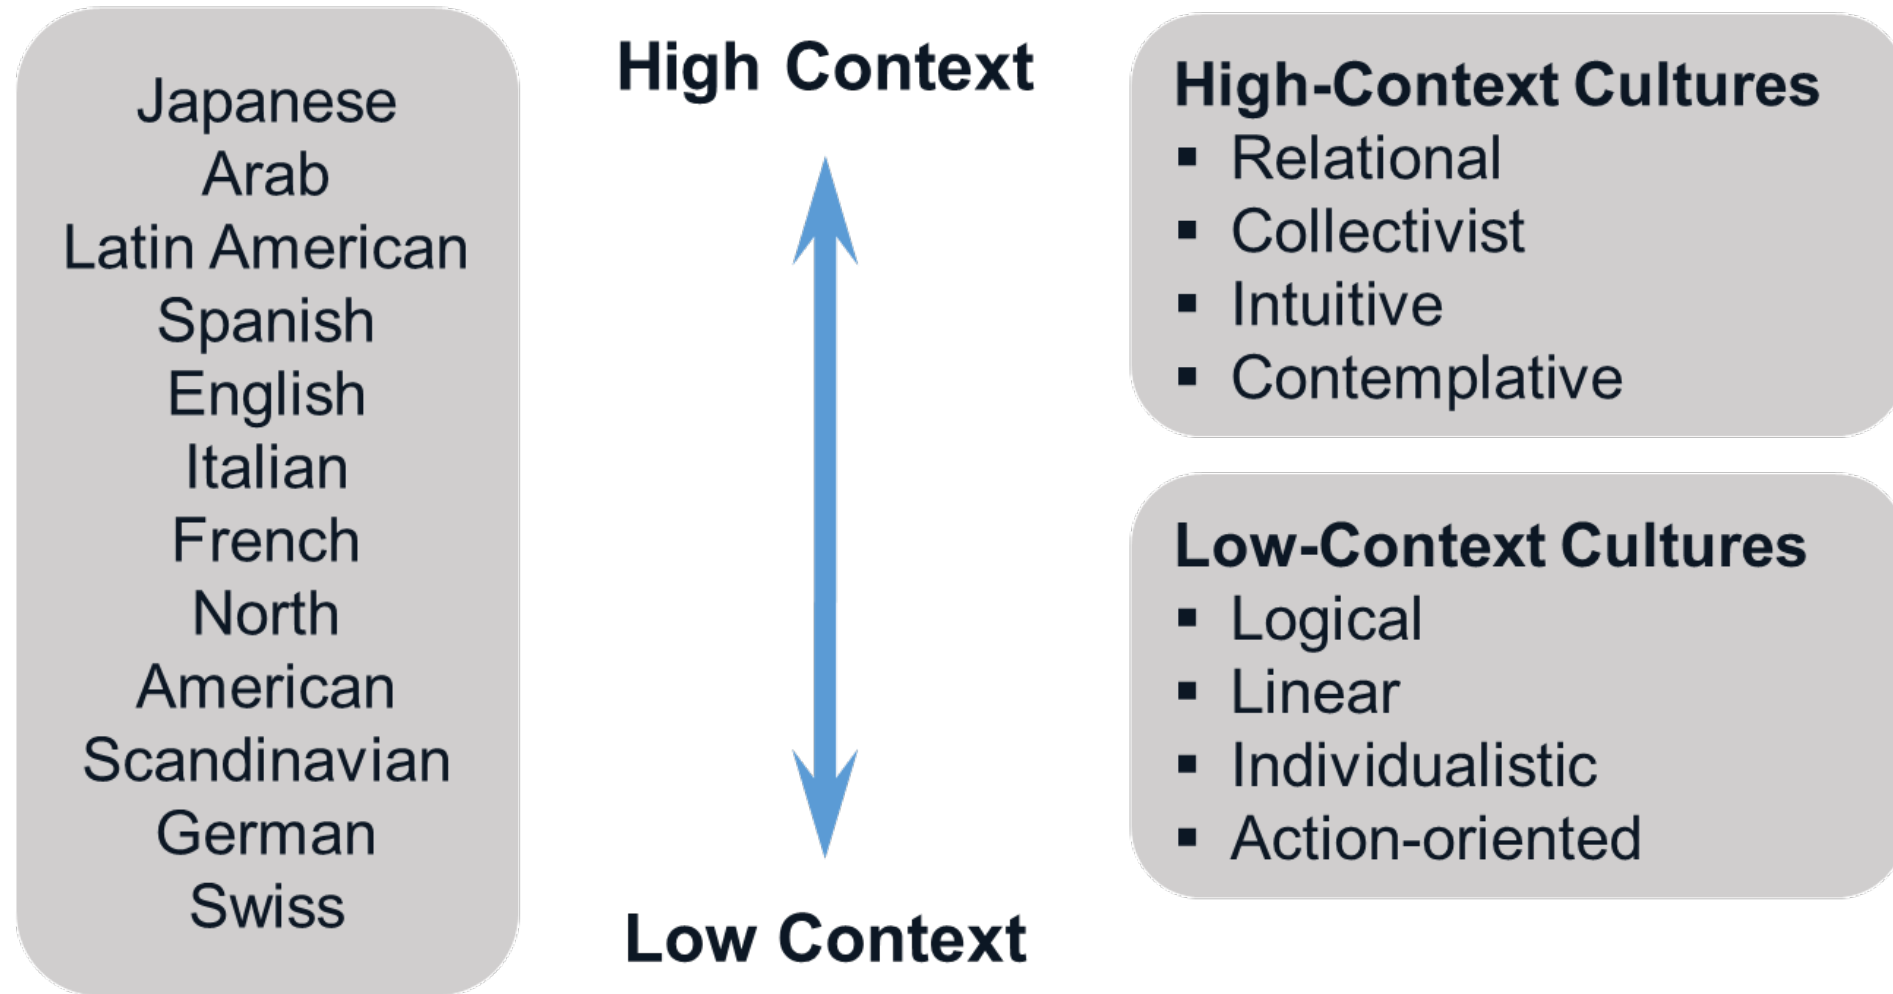 Japanese
Arab
Latin American
Spanish
English
Italian
French
North
American
Scandinavian
German
Swiss
High Context
Low Context
High-Context Cultures
▪ Relational
▪ Collectivist
▪ Intuitive
▪ Contemplative
Low-Context Cultures
▪ Logical
▪ Linear
▪ Individualistic
▪ Action-oriented